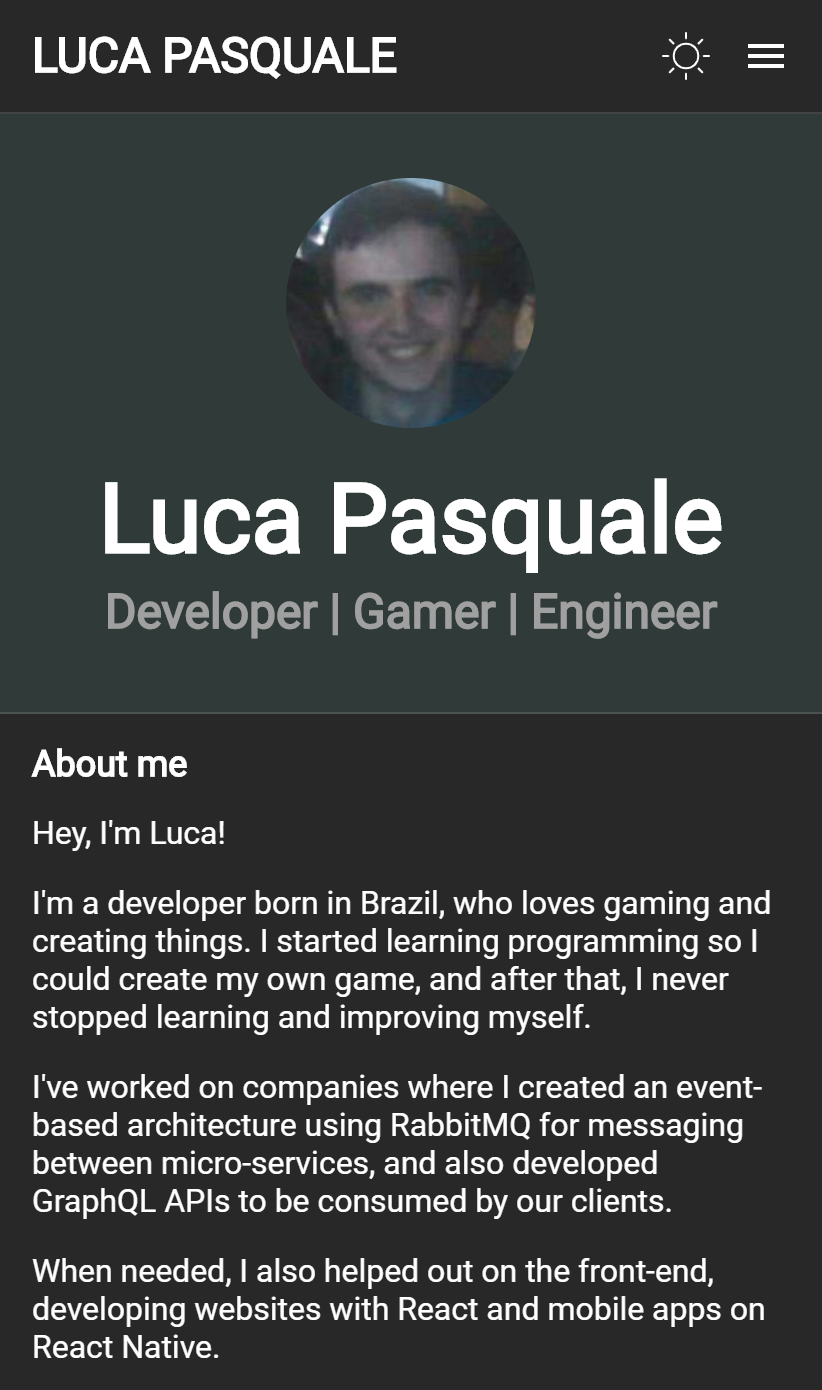 LUCA PASQUALE
Luca Pasquale
Developer | Gamer | Engineer
About me
Hey, I'm Luca!
I'm a developer born in Brazil, who loves gaming and
creating things. I started learning programming so I
could create my own game, and after that, I never
stopped learning and improving myself.
I've worked on companies where I created an event-
based architecture using RabbitMQ for messaging
between micro-services, and also developed
GraphQL APIs to be consumed by our clients.
When needed, I also helped out on the front-end,
developing websites with React and mobile apps on
React Native.